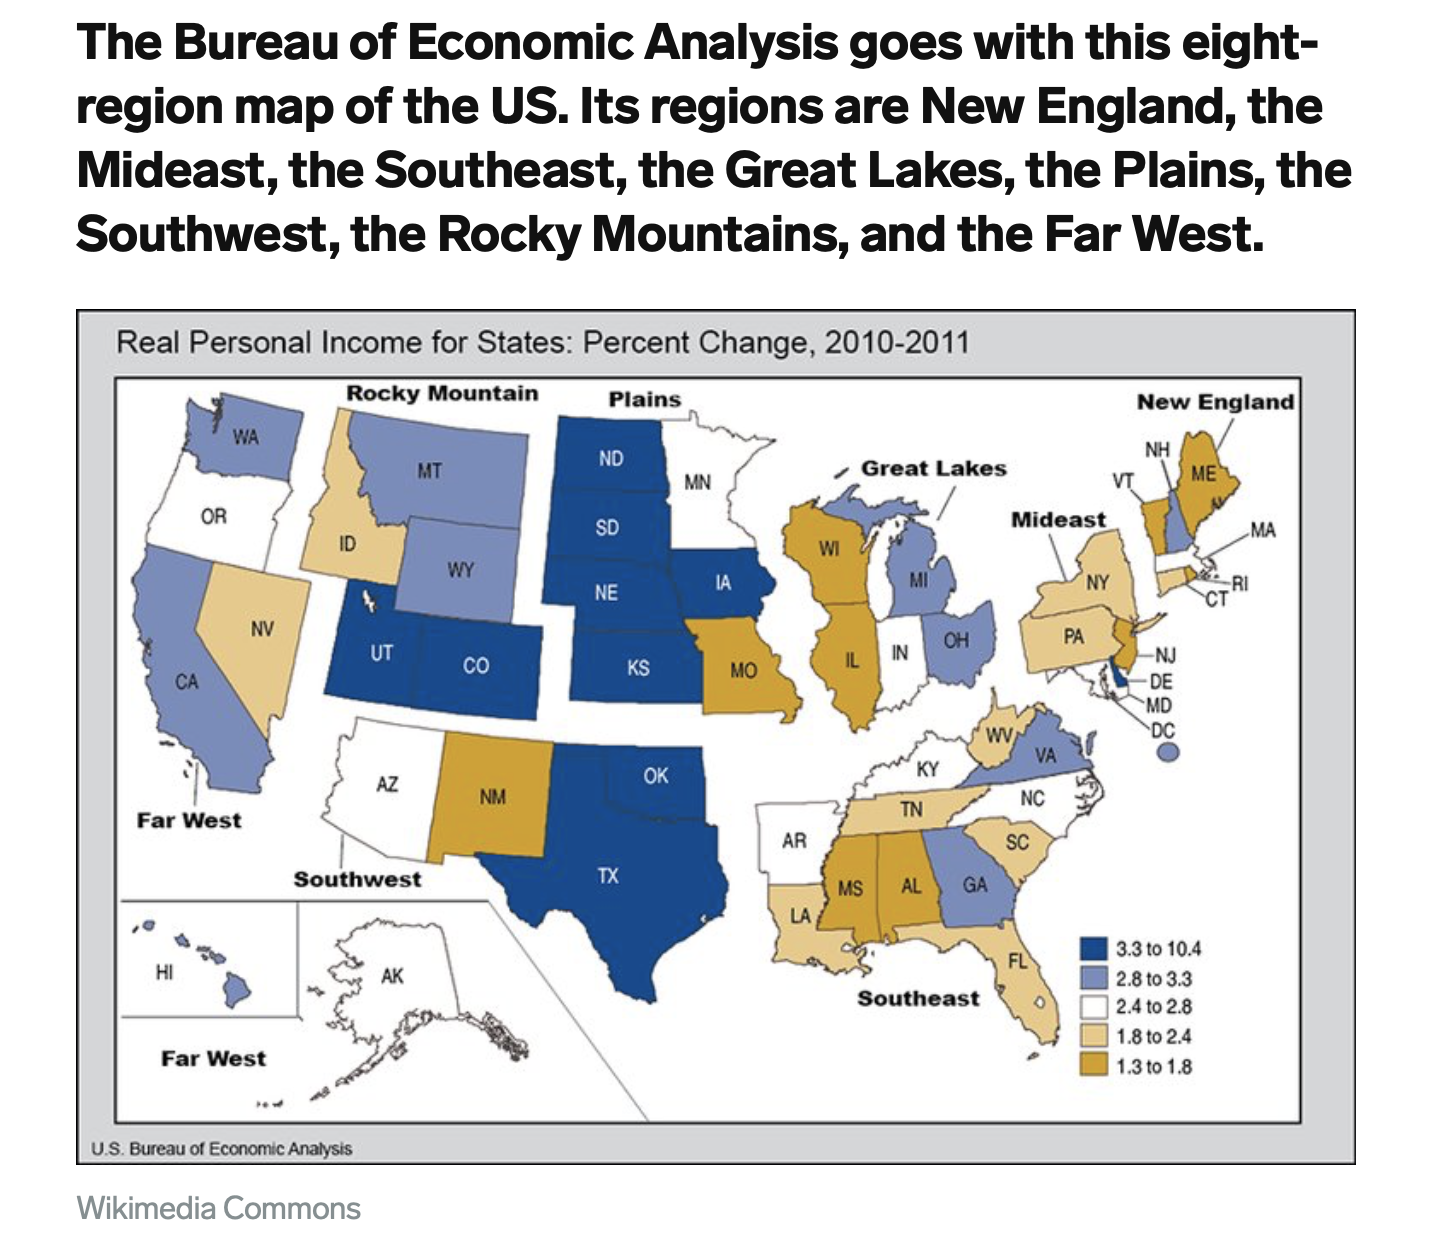 The Bureau of Economic Analysis goes with this eight-
region map of the US. Its regions are New England, the
Mideast, the Southeast, the Great Lakes, the Plains, the
Southwest, the Rocky Mountains, and the Far West.
Real Personal Income for States: Percent Change, 2010-2011
Rocky Mountain
Plains
New England
WA
MT
ND
MN
Great Lakes
NH
ME
VT
OR
ID
SD
WI
Mideast
MA
WY
NE
IA
MI
NY
RI
CT
NV
UT
CO
KS
MO
IL
IN
OH
PA
NJ
CA
DE
MD
DC
AZ
NM
OK
KY
WV
VA
Far West
TN
NC
AR
SC
Southwest
TX
MS
AL
GA
LA
HI
AK
FL
Southeast
Far West
3.3 to 10.4
2.8 to 3.3
2.4 to 2.8
1.8 to 2.4
1.3 to 1.8
U.S. Bureau of Economic Analysis
Wikimedia Commons